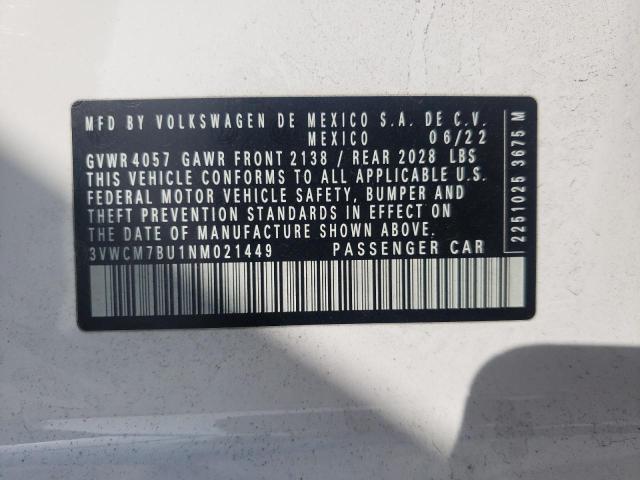 MFD BY VOLKSWAGEN DE MEXICO S.A. DE C.V.
MEXICO 06/22
GVWR 4057 GAWR FRONT 2138 / REAR 2028 LBS
THIS VEHICLE CONFORMS TO ALL APPLICABLE U.S.
FEDERAL MOTOR VEHICLE SAFETY, BUMPER AND
THEFT PREVENTION STANDARDS IN EFFECT ON
THE DATE OF MANUFACTURE SHOWN ABOVE.
3VWCM7BU1NM021449 PASSENGER CAR
2251025 3675 M